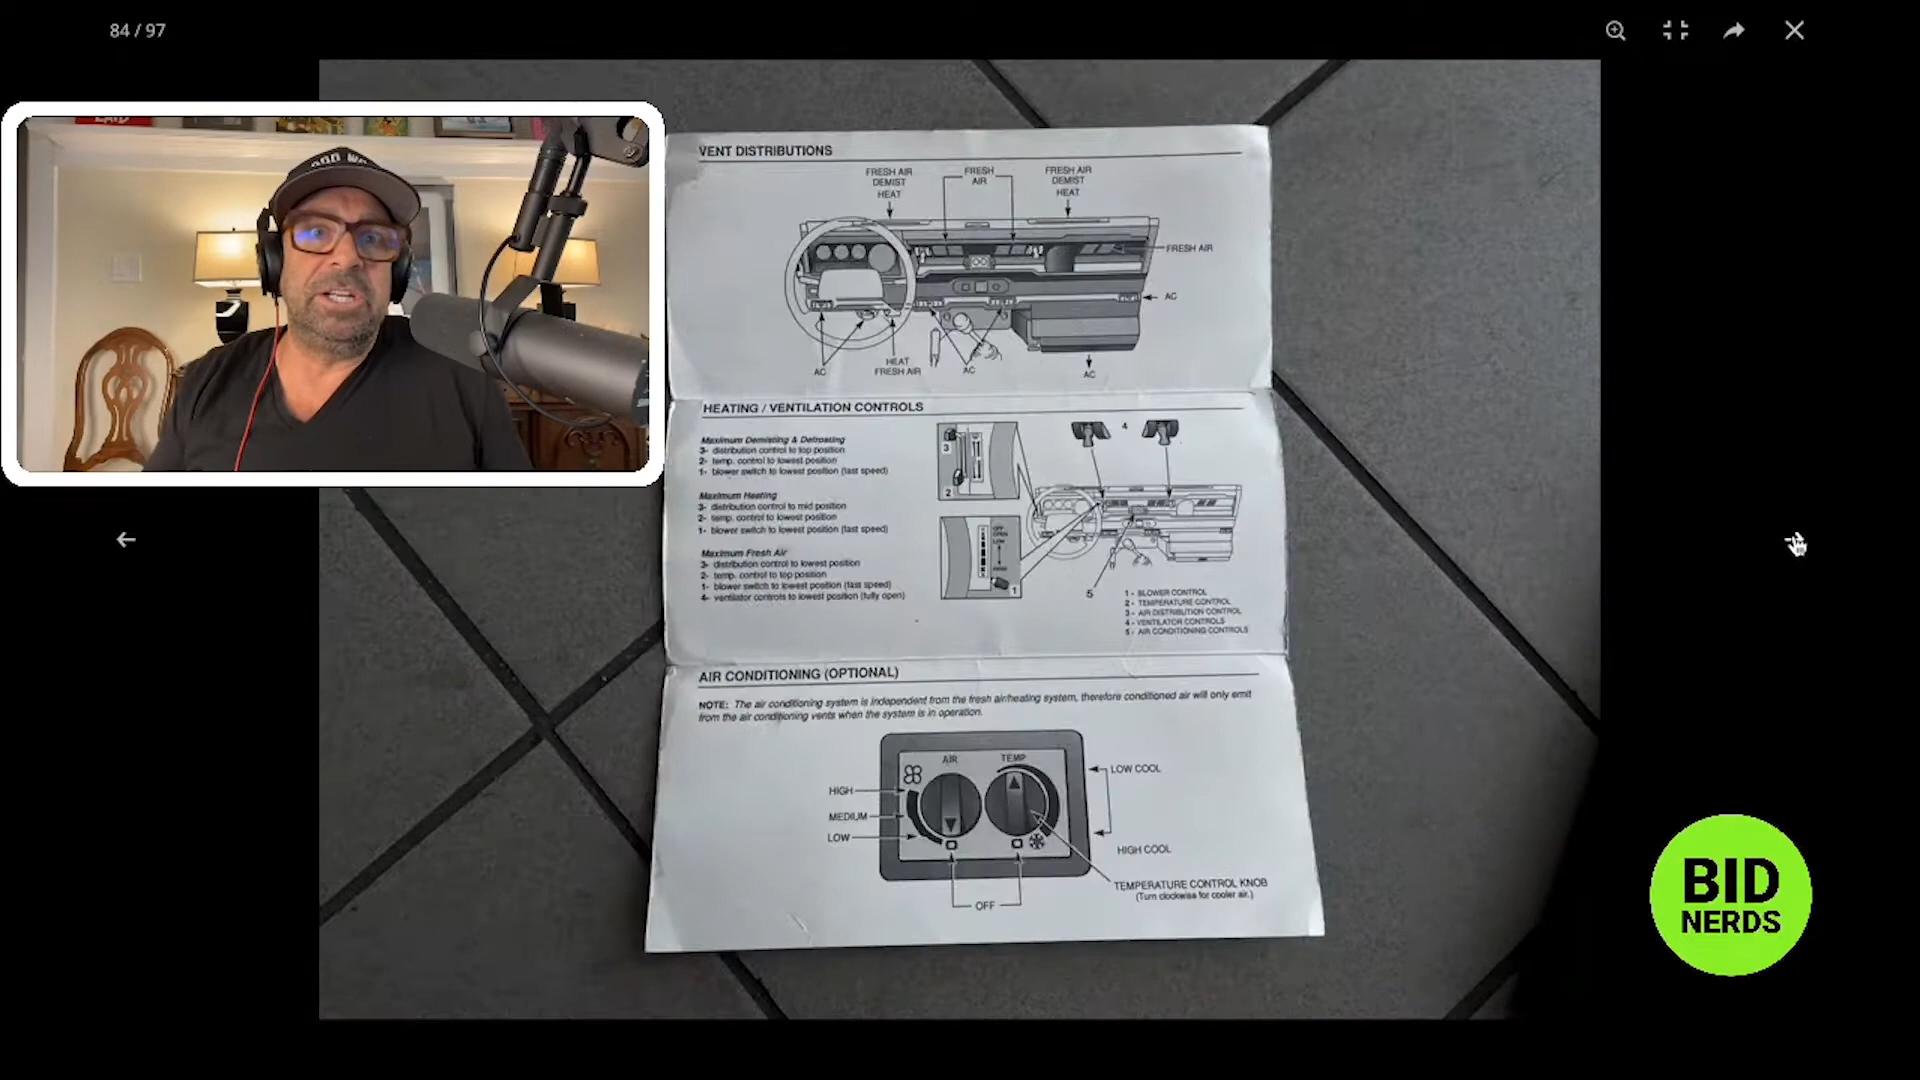 84 / 97
VENT DISTRIBUTIONS
FRESH AIR
DEMIST
HEAT
FRESH
AIR
FRESH AIR
DEMIST
HEAT
FRESH AIR
AC
AC
HEAT
FRESH AIR
AC
AC
HEATING / VENTILATION CONTROLS
Maximum Demisting & Defrosting
3- distribution control to top position
2- temp. control to lowest position
1- blower switch to lowest position (fast speed)
Maximum Heating
3- distribution control to mid position
2- temp. control to lowest position
1- blower switch to lowest position (fast speed)
Maximum Fresh Air
3- distribution control to lowest position
2- temp. control to top position
1- blower switch to lowest position (fast speed)
4- ventilator controls to lowest position (fully open)
3
2
1
4
5
1 - BLOWER CONTROL
2 - TEMPERATURE CONTROL
3 - AIR DISTRIBUTION CONTROL
4 - VENTILATOR CONTROLS
5 - AIR CONDITIONING CONTROLS
AIR CONDITIONING (OPTIONAL)
NOTE: The air conditioning system is independent from the fresh air/heating system, therefore conditioned air will only emit
from the air conditioning vents when the system is in operation.
AIR
TEMP
HIGH
MEDIUM
LOW
LOW COOL
HIGH COOL
TEMPERATURE CONTROL KNOB
(Turn clockwise for cooler air.)
OFF
BID
NERDS